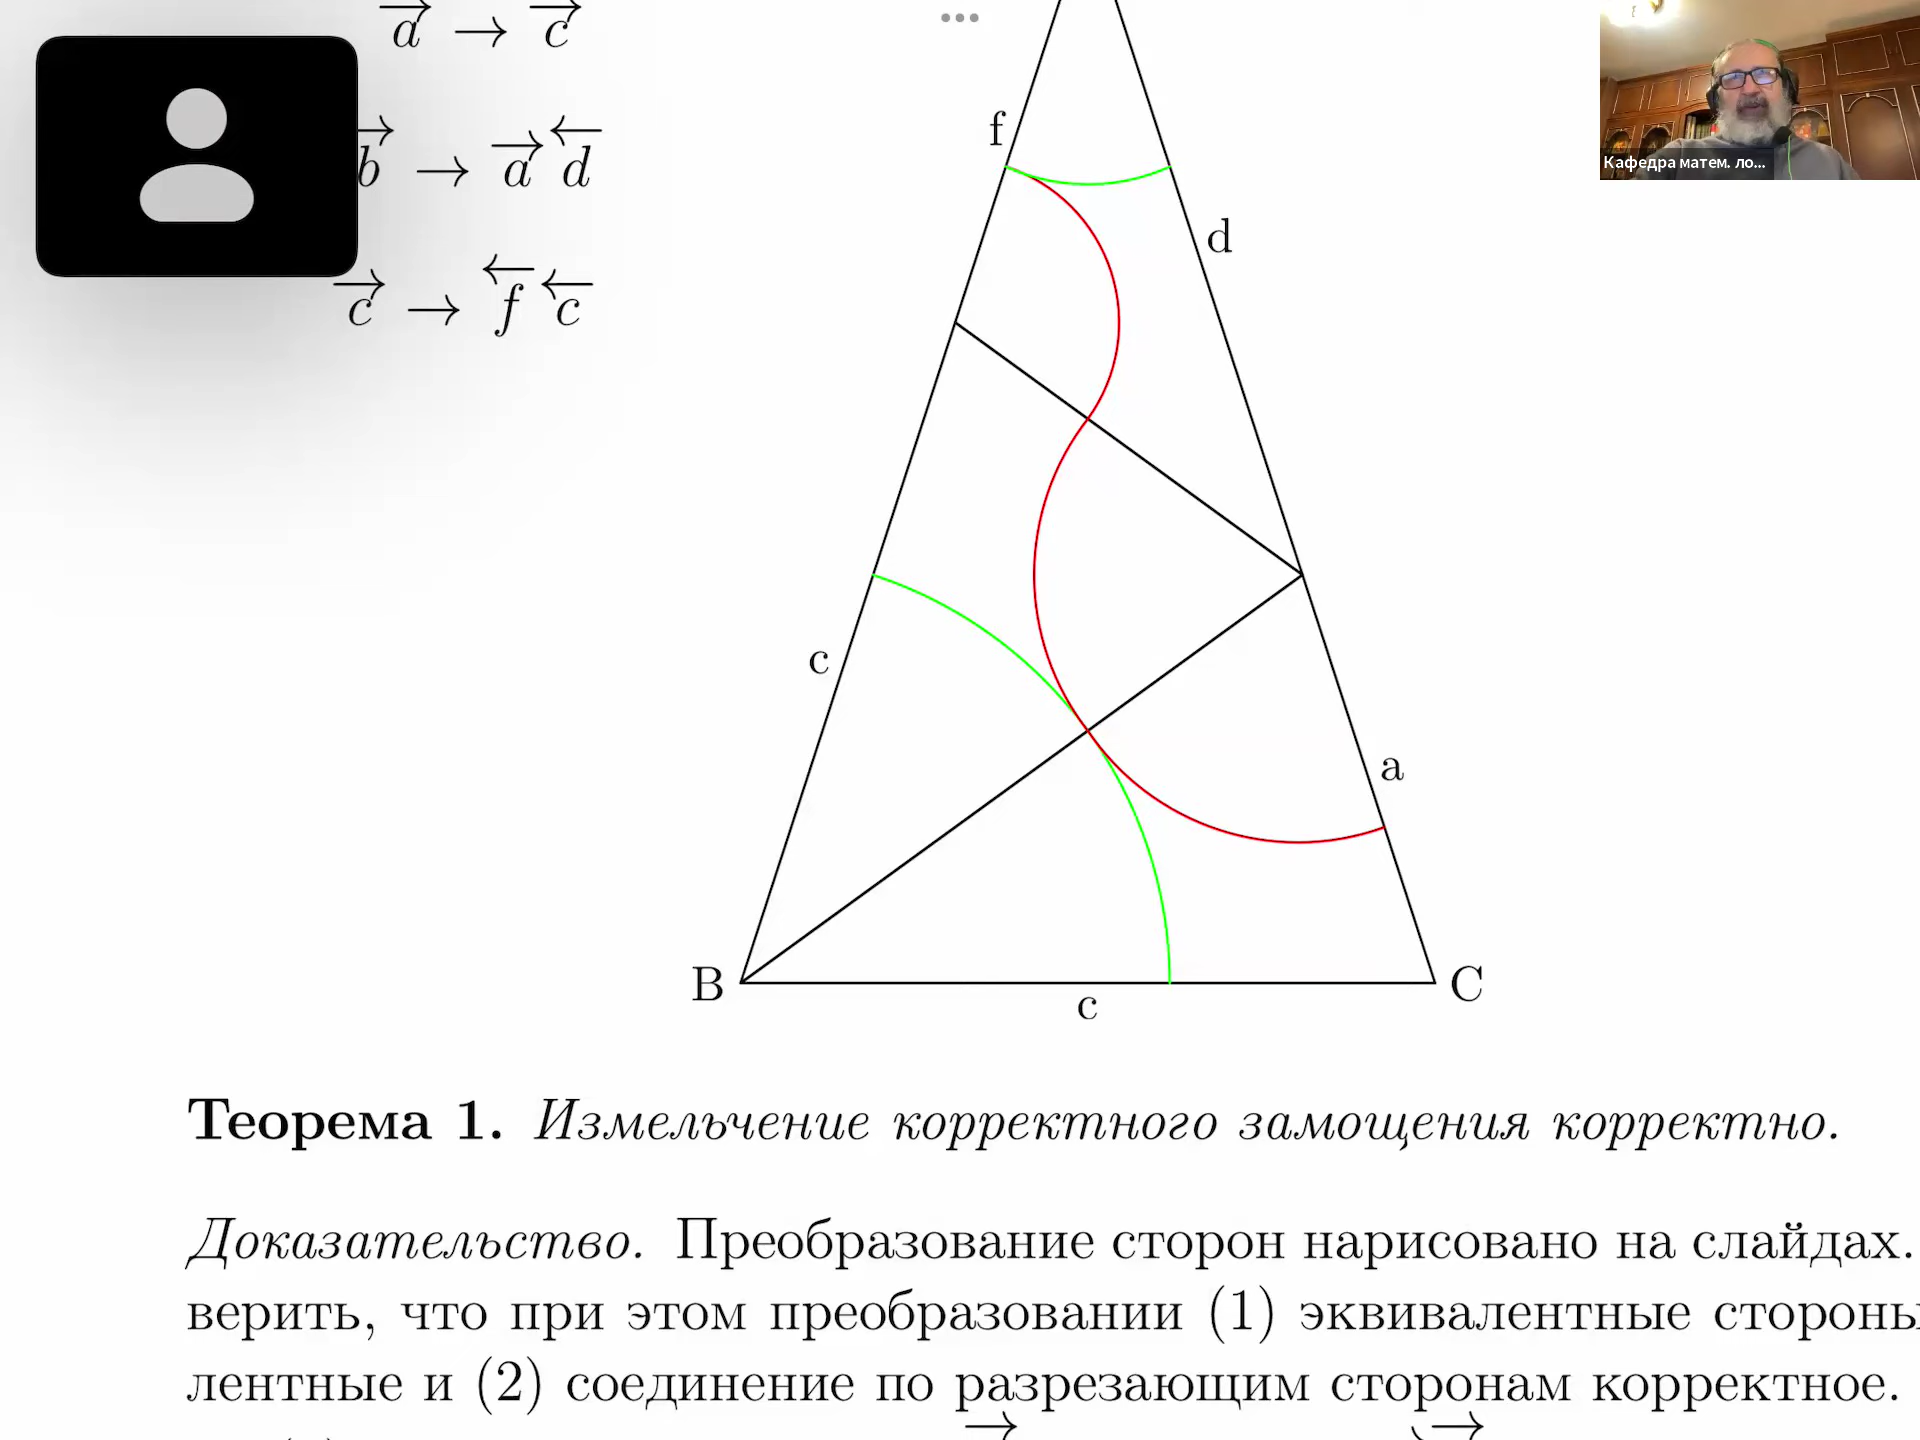 a⃗ → c⃗
b⃗ → a⃗ d⃖
c⃗ → f⃖ c⃖
f
d
c
a
B
C
c
Кафедра матем. ло...
Теорема 1. Измельчение корректного замощения корректно.
Доказательство. Преобразование сторон нарисовано на слайдах.
верить, что при этом преобразовании (1) эквивалентные стороны
лентные и (2) соединение по разрезающим сторонам корректное.